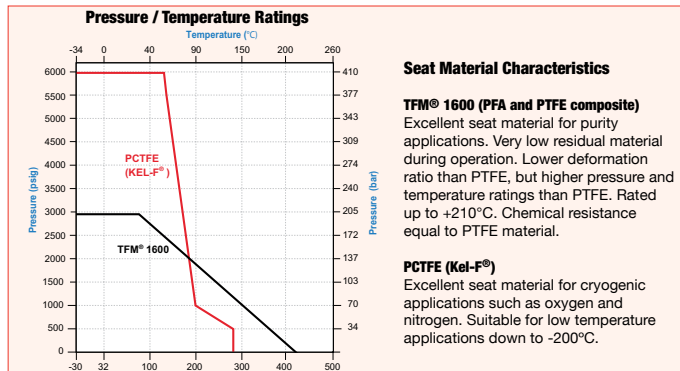 Pressure / Temperature Ratings
Temperature (°C)
-34 0 40 90 150 200 260
6000 410
5500 377
5000 343
4500 309
4000 274
3500 240
3000 205
2500 172
2000 137
1500 103
1000 70
500 34
0
-30 32 100 200 300 400 500
Pressure (psig)
Pressure (bar)
PCTFE
(KEL-F®)
TFM® 1600
Seat Material Characteristics
TFM® 1600 (PFA and PTFE composite)
Excellent seat material for purity
applications. Very low residual material
during operation. Lower deformation
ratio than PTFE, but higher pressure and
temperature ratings than PTFE. Rated
up to +210°C. Chemical resistance
equal to PTFE material.
PCTFE (Kel-F®)
Excellent seat material for cryogenic
applications such as oxygen and
nitrogen. Suitable for low temperature
applications down to -200ºC.